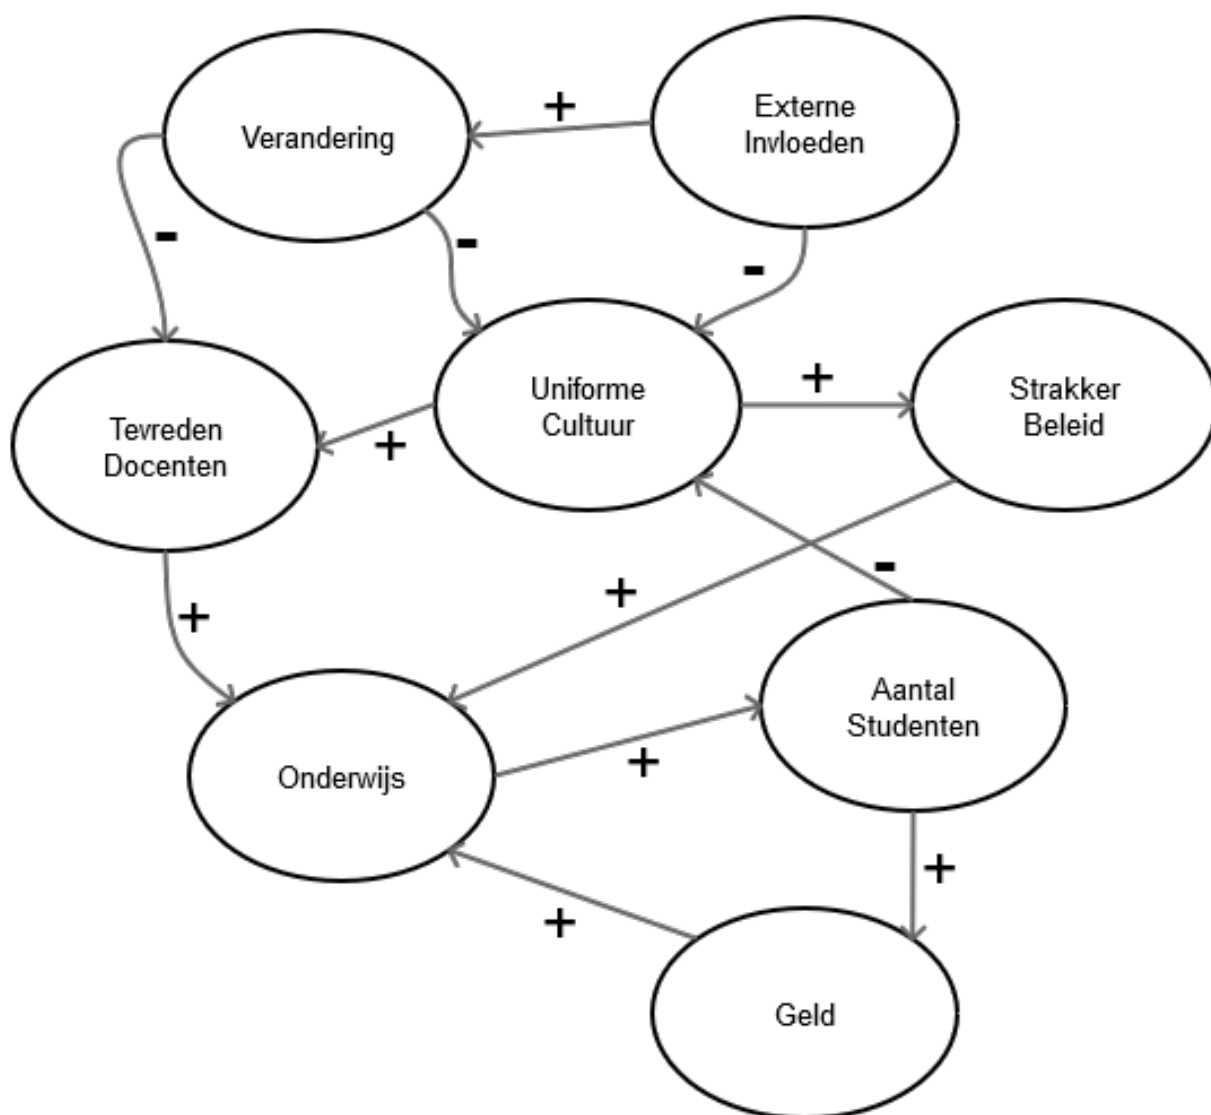 Verandering
+
Externe
Invloeden
-
-
-
Tevreden
Docenten
+
Uniforme
Cultuur
+
Strakker
Beleid
+
+
-
Onderwijs
+
Aantal
Studenten
+
+
Geld